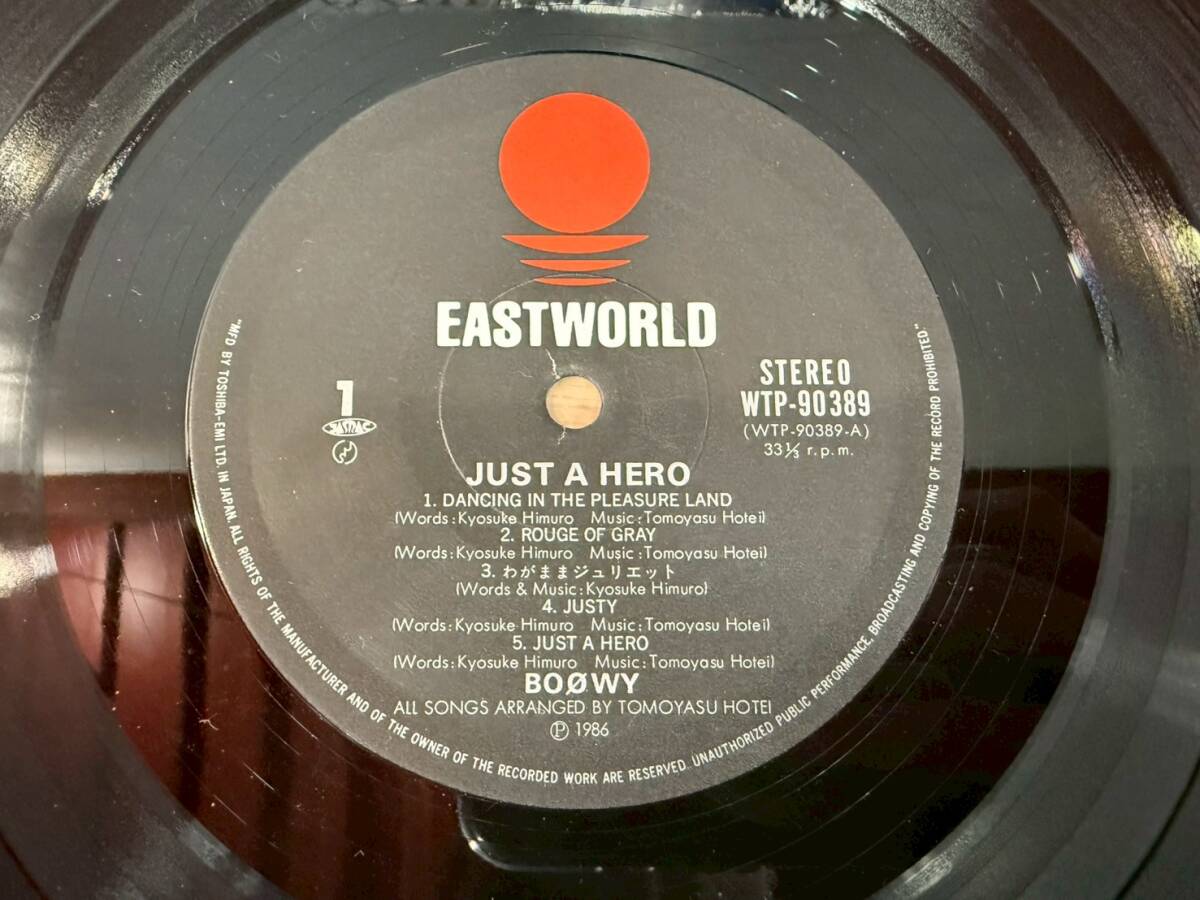 EASTWORLD
1
JASRAC
STEREO
WTP-90389
(WTP-90389-A)
33⅓ r.p.m.
JUST A HERO
1. DANCING IN THE PLEASURE LAND
(Words:Kyosuke Himuro Music:Tomoyasu Hotei)
2. ROUGE OF GRAY
(Words:Kyosuke Himuro Music:Tomoyasu Hotei)
3. わがままジュリエット
(Words & Music:Kyosuke Himuro)
4. JUSTY
(Words:Kyosuke Himuro Music:Tomoyasu Hotei)
5. JUST A HERO
(Words:Kyosuke Himuro Music:Tomoyasu Hotei)
BOØWY
ALL SONGS ARRANGED BY TOMOYASU HOTEI
Ⓟ 1986
"MFD BY TOSHIBA-EMI LTD. IN JAPAN. ALL RIGHTS OF THE MANUFACTURER AND OF THE OWNER OF THE RECORDED WORK ARE RESERVED. UNAUTHORIZED PUBLIC PERFORMANCE, BROADCASTING AND COPYING OF THE RECORD PROHIBITED."